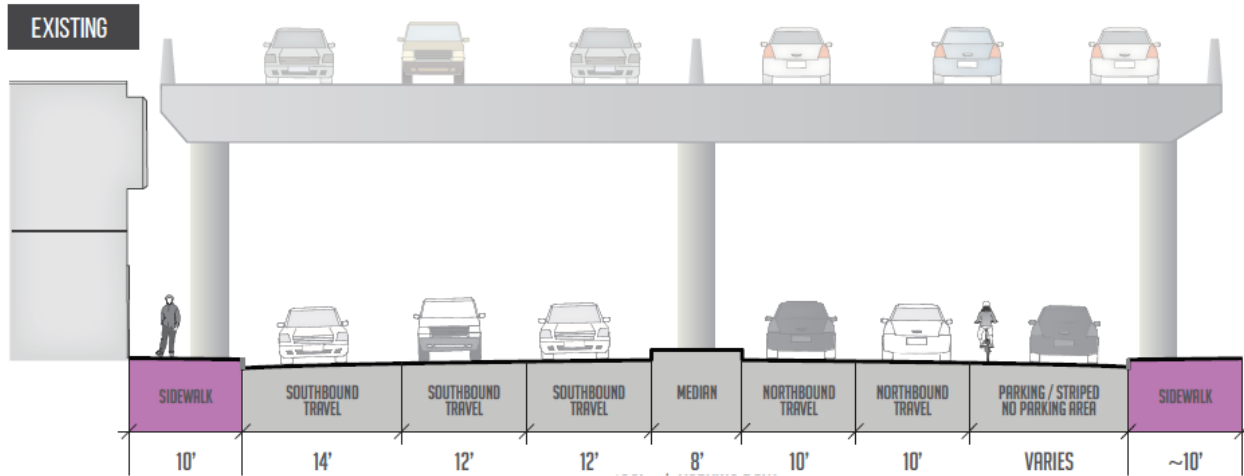 EXISTING
SIDEWALK
SOUTHBOUND
TRAVEL
SOUTHBOUND
TRAVEL
SOUTHBOUND
TRAVEL
MEDIAN
NORTHBOUND
TRAVEL
NORTHBOUND
TRAVEL
PARKING / STRIPED
NO PARKING AREA
SIDEWALK
10'
14'
12'
12'
8'
10'
10'
VARIES
~10'